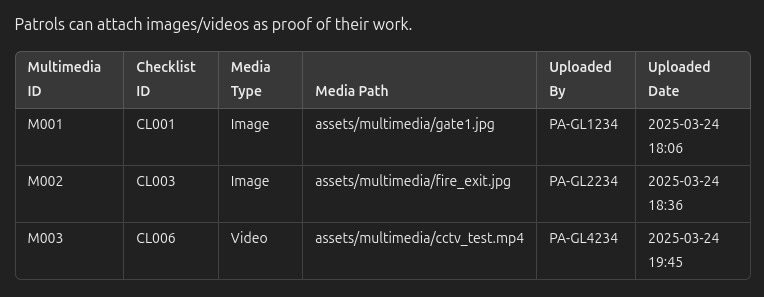 Patrols can attach images/videos as proof of their work.
Multimedia ID Checklist ID Media Type Media Path Uploaded By Uploaded Date
M001 CL001 Image assets/multimedia/gate1.jpg PA-GL1234 2025-03-24 18:06
M002 CL003 Image assets/multimedia/fire_exit.jpg PA-GL2234 2025-03-24 18:36
M003 CL006 Video assets/multimedia/cctv_test.mp4 PA-GL4234 2025-03-24 19:45